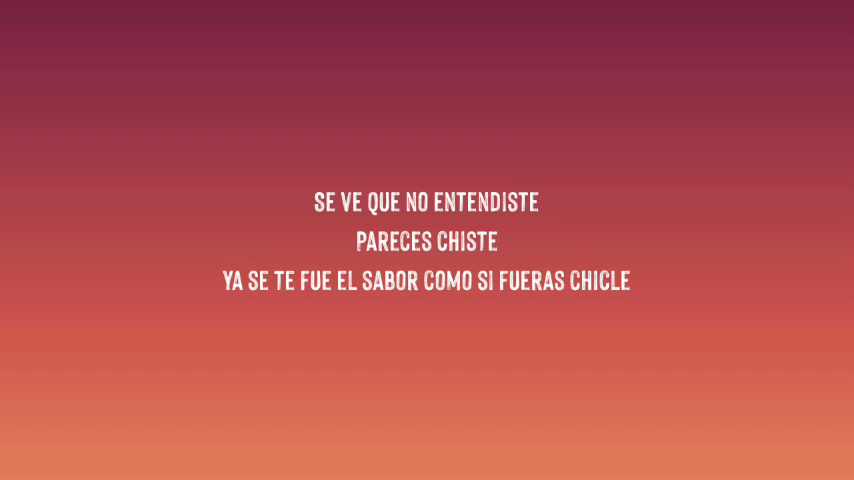 SE VE QUE NO ENTENDISTE
PARECES CHISTE
YA SE TE FUE EL SABOR COMO SI FUERAS CHICLE